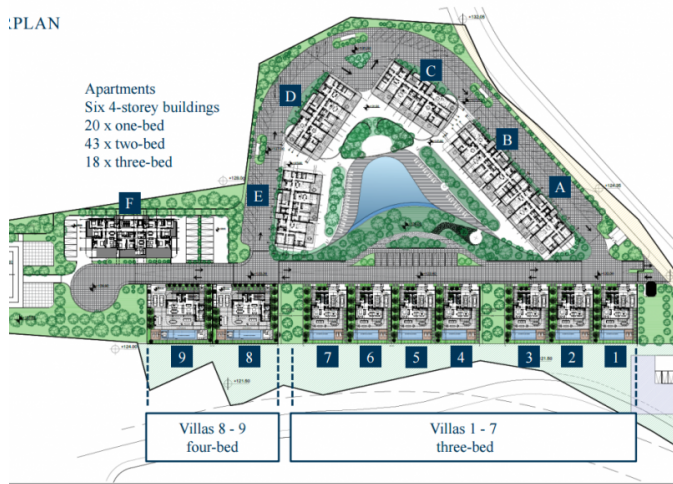 RPLAN
Apartments
Six 4-storey buildings
20 x one-bed
43 x two-bed
18 x three-bed
C
D
B
A
E
F
9
8
7
6
5
4
3
2
1
Villas 8 - 9
four-bed
Villas 1 - 7
three-bed